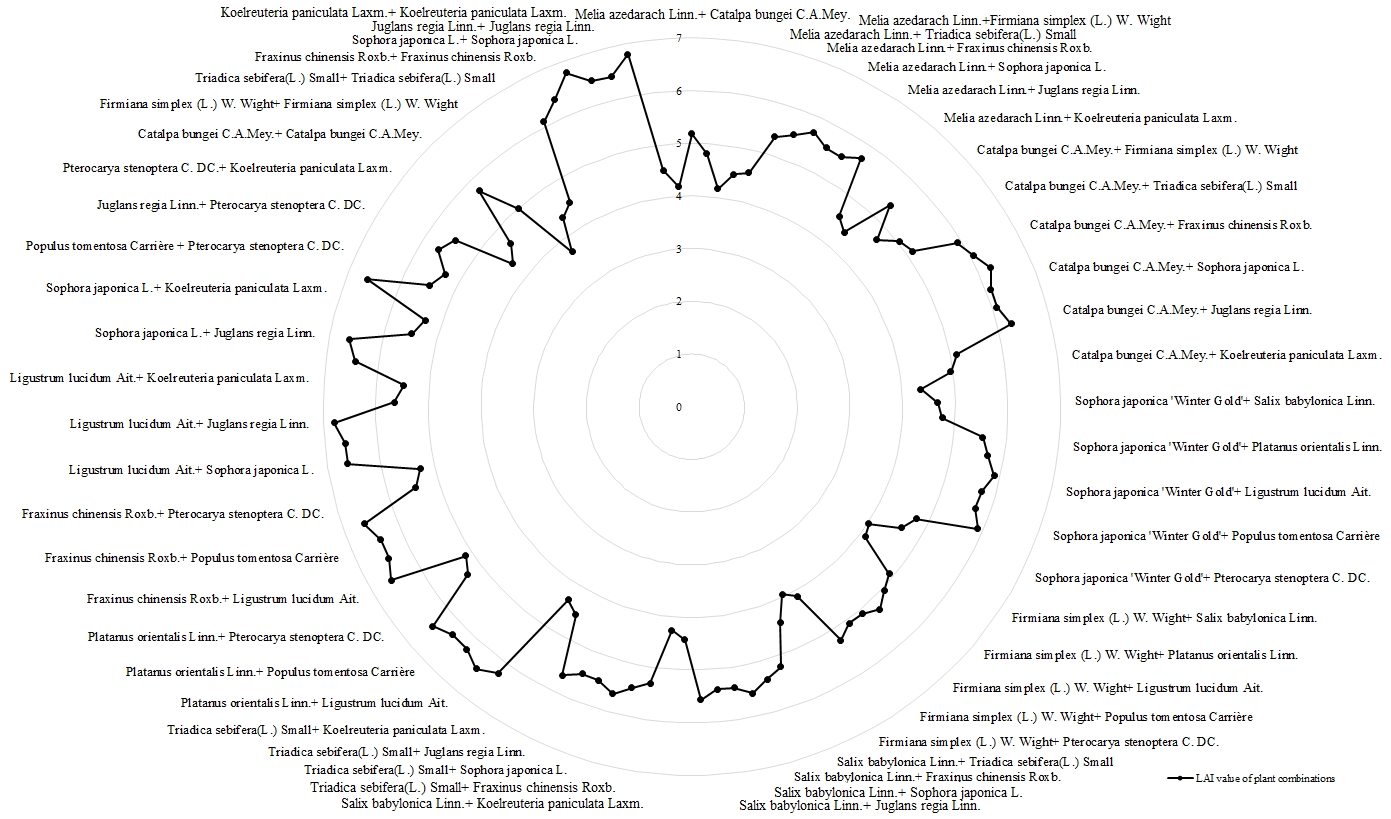 Melia azedarach Linn.+ Catalpa bungei C.A.Mey.
Melia azedarach Linn.+Firmiana simplex (L.) W. Wight
Melia azedarach Linn.+ Triadica sebifera(L.) Small
Melia azedarach Linn.+ Fraxinus chinensis Roxb.
Melia azedarach Linn.+ Sophora japonica L.
Melia azedarach Linn.+ Juglans regia Linn.
Melia azedarach Linn.+ Koelreuteria paniculata Laxm.
Catalpa bungei C.A.Mey.+ Firmiana simplex (L.) W. Wight
Catalpa bungei C.A.Mey.+ Triadica sebifera(L.) Small
Catalpa bungei C.A.Mey.+ Fraxinus chinensis Roxb.
Catalpa bungei C.A.Mey.+ Sophora japonica L.
Catalpa bungei C.A.Mey.+ Juglans regia Linn.
Catalpa bungei C.A.Mey.+ Koelreuteria paniculata Laxm.
Sophora japonica 'Winter Gold'+ Salix babylonica Linn.
Sophora japonica 'Winter Gold'+ Platanus orientalis Linn.
Sophora japonica 'Winter Gold'+ Ligustrum lucidum Ait.
Sophora japonica 'Winter Gold'+ Populus tomentosa Carrière
Sophora japonica 'Winter Gold'+ Pterocarya stenoptera C. DC.
Firmiana simplex (L.) W. Wight+ Salix babylonica Linn.
Firmiana simplex (L.) W. Wight+ Platanus orientalis Linn.
Firmiana simplex (L.) W. Wight+ Ligustrum lucidum Ait.
Firmiana simplex (L.) W. Wight+ Populus tomentosa Carrière
Firmiana simplex (L.) W. Wight+ Pterocarya stenoptera C. DC.
Salix babylonica Linn.+ Triadica sebifera(L.) Small
Salix babylonica Linn.+ Fraxinus chinensis Roxb.
Salix babylonica Linn.+ Sophora japonica L.
Salix babylonica Linn.+ Juglans regia Linn.
Salix babylonica Linn.+ Koelreuteria paniculata Laxm.
Triadica sebifera(L.) Small+ Fraxinus chinensis Roxb.
Triadica sebifera(L.) Small+ Sophora japonica L.
Triadica sebifera(L.) Small+ Juglans regia Linn.
Triadica sebifera(L.) Small+ Koelreuteria paniculata Laxm.
Platanus orientalis Linn.+ Ligustrum lucidum Ait.
Platanus orientalis Linn.+ Populus tomentosa Carrière
Platanus orientalis Linn.+ Pterocarya stenoptera C. DC.
Fraxinus chinensis Roxb.+ Ligustrum lucidum Ait.
Fraxinus chinensis Roxb.+ Populus tomentosa Carrière
Fraxinus chinensis Roxb.+ Pterocarya stenoptera C. DC.
Ligustrum lucidum Ait.+ Sophora japonica L.
Ligustrum lucidum Ait.+ Juglans regia Linn.
Ligustrum lucidum Ait.+ Koelreuteria paniculata Laxm.
Sophora japonica L.+ Juglans regia Linn.
Sophora japonica L.+ Koelreuteria paniculata Laxm.
Populus tomentosa Carrière + Pterocarya stenoptera C. DC.
Juglans regia Linn.+ Pterocarya stenoptera C. DC.
Pterocarya stenoptera C. DC.+ Koelreuteria paniculata Laxm.
Catalpa bungei C.A.Mey.+ Catalpa bungei C.A.Mey.
Firmiana simplex (L.) W. Wight+ Firmiana simplex (L.) W. Wight
Triadica sebifera(L.) Small+ Triadica sebifera(L.) Small
Fraxinus chinensis Roxb.+ Fraxinus chinensis Roxb.
Sophora japonica L.+ Sophora japonica L.
Juglans regia Linn.+ Juglans regia Linn.
Koelreuteria paniculata Laxm.+ Koelreuteria paniculata Laxm.
7
6
5
4
3
2
1
0
LAI value of plant combinations